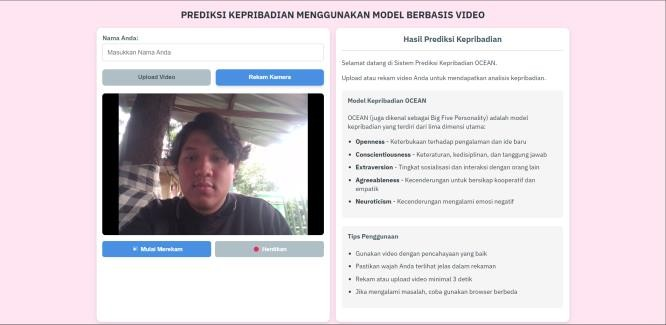 PREDIKSI KEPRIBADIAN MENGGUNAKAN MODEL BERBASIS VIDEO
Nama Anda:
Masukkan Nama Anda
Upload Video
Rekam Kamera
Mulai Merekam
Hentikan
Hasil Prediksi Kepribadian
Selamat datang di Sistem Prediksi Kepribadian OCEAN.
Upload atau rekam video Anda untuk mendapatkan analisis kepribadian.
Model Kepribadian OCEAN
OCEAN (juga dikenal sebagai Big Five Personality) adalah model
kepribadian yang terdiri dari lima dimensi utama:
• Openness - Keterbukaan terhadap pengalaman dan ide baru
• Conscientiousness - Keteraturan, kedisiplinan, dan tanggung jawab
• Extraversion - Tingkat sosialisasi dan interaksi dengan orang lain
• Agreeableness - Kecenderungan untuk bersikap kooperatif dan
empatik
• Neuroticism - Kecenderungan mengalami emosi negatif
Tips Penggunaan
• Gunakan video dengan pencahayaan yang baik
• Pastikan wajah Anda terlihat jelas dalam rekaman
• Rekam atau upload video minimal 3 detik
• Jika mengalami masalah, coba gunakan browser berbeda